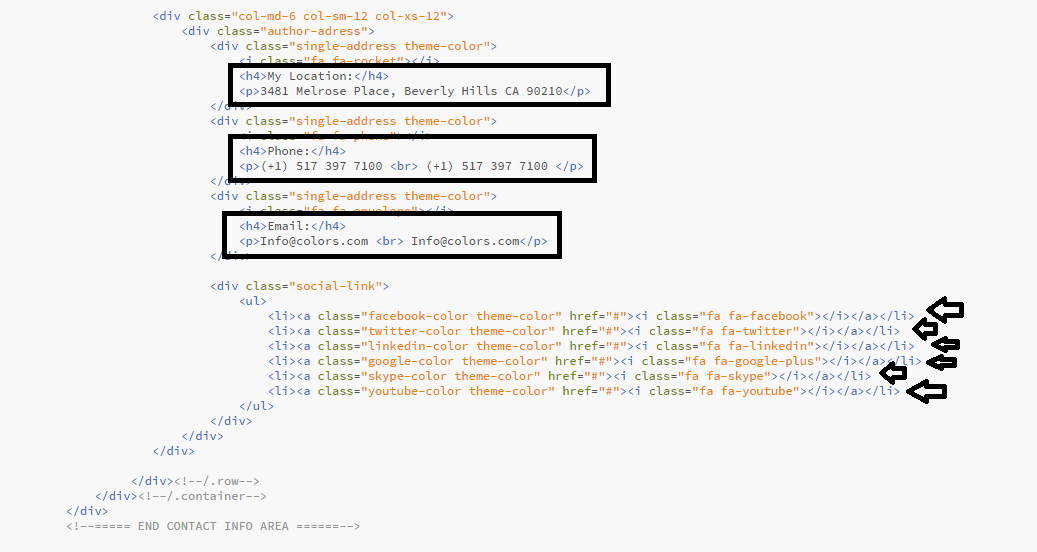 <div class="col-md-6 col-sm-12 col-xs-12">
<div class="author-adress">
<div class="single-address theme-color">
<i class="fa fa-rocket"></i>
<h4>My Location:</h4>
<p>3481 Melrose Place, Beverly Hills CA 90210</p>
</div>
<div class="single-address theme-color">
<i class="fa fa-phone"></i>
<h4>Phone:</h4>
<p>(+1) 517 397 7100 <br> (+1) 517 397 7100 </p>
</div>
<div class="single-address theme-color">
<i class="fa fa-envelope"></i>
<h4>Email:</h4>
<p>Info@colors.com <br> Info@colors.com</p>
</div>
<div class="social-link">
<ul>
<li><a class="facebook-color theme-color" href="#"><i class="fa fa-facebook"></i></a></li>
<li><a class="twitter-color theme-color" href="#"><i class="fa fa-twitter"></i></a></li>
<li><a class="linkedin-color theme-color" href="#"><i class="fa fa-linkedin"></i></a></li>
<li><a class="google-color theme-color" href="#"><i class="fa fa-google-plus"></i></a></li>
<li><a class="skype-color theme-color" href="#"><i class="fa fa-skype"></i></a></li>
<li><a class="youtube-color theme-color" href="#"><i class="fa fa-youtube"></i></a></li>
</ul>
</div>
</div>
</div>
</div><!--/.row-->
</div><!--/.container-->
</div>
<!--===== END CONTACT INFO AREA ======-->